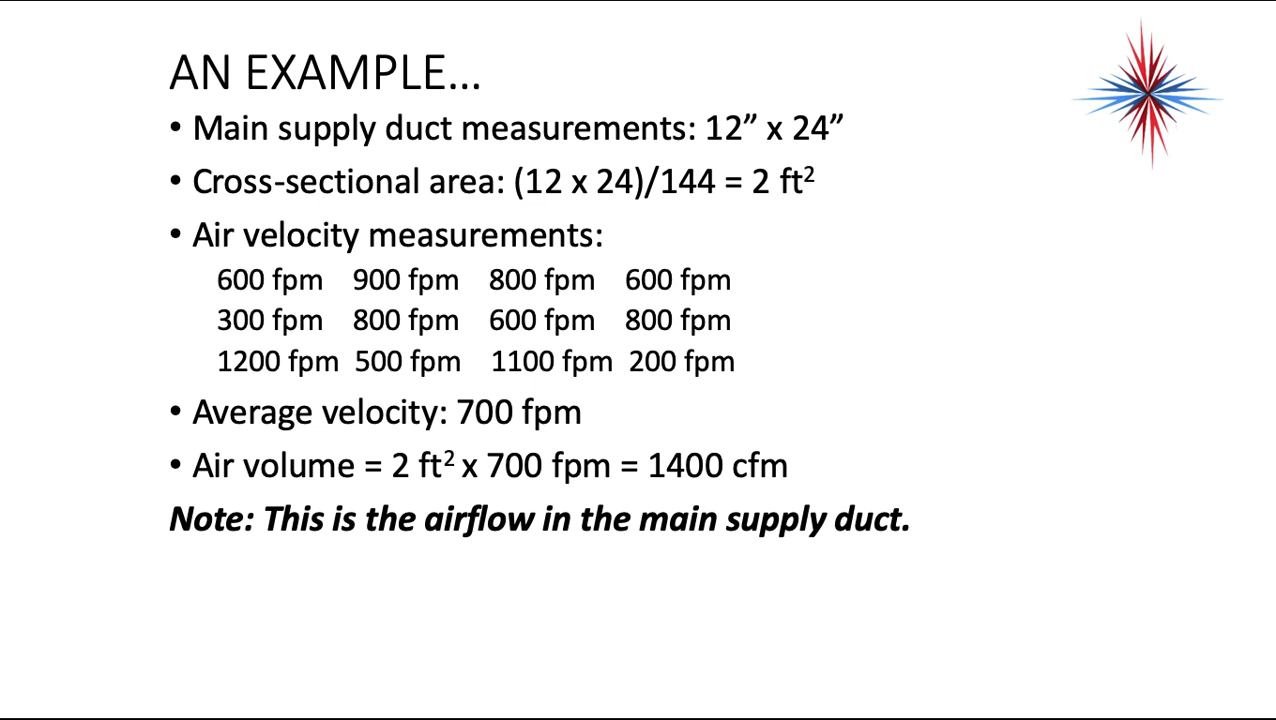 AN EXAMPLE...
• Main supply duct measurements: 12” x 24”
• Cross-sectional area: (12 x 24)/144 = 2 ft²
• Air velocity measurements:
600 fpm 900 fpm 800 fpm 600 fpm
300 fpm 800 fpm 600 fpm 800 fpm
1200 fpm 500 fpm 1100 fpm 200 fpm
• Average velocity: 700 fpm
• Air volume = 2 ft² x 700 fpm = 1400 cfm
Note: This is the airflow in the main supply duct.